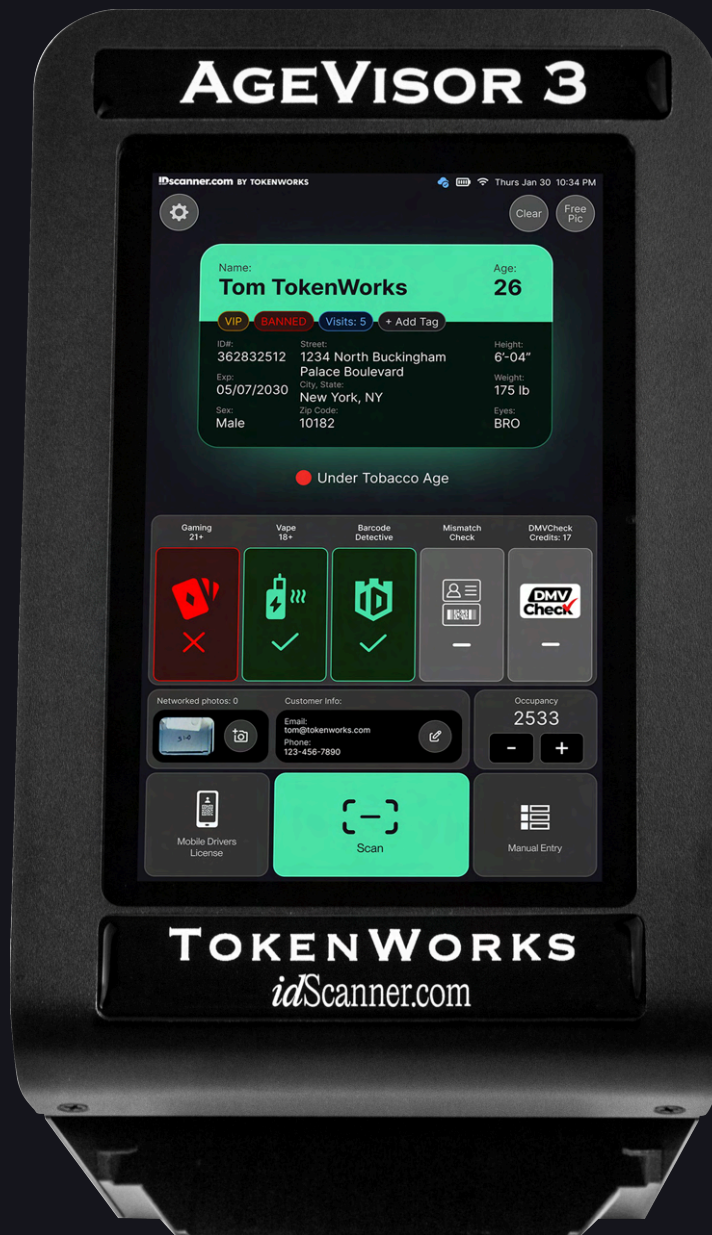 AGEVISOR 3
IDscanner.com BY TOKENWORKS
Thurs Jan 30 10:34 PM
Clear
Free
Pic
Name:
Tom TokenWorks
Age:
26
VIP
BANNED
Visits: 5
+ Add Tag
ID#:
362832512
Exp:
05/07/2030
Sex:
Male
Street:
1234 North Buckingham
Palace Boulevard
City, State:
New York, NY
Zip Code:
10182
Height:
6'-04"
Weight:
175 lb
Eyes:
BRO
Under Tobacco Age
Gaming
21+
Vape
18+
Barcode
Detective
Mismatch
Check
DMVCheck
Credits: 17
DMV
Check
Networked photos: 0
Customer Info:
Email:
tom@tokenworks.com
Phone:
123-456-7890
Occupancy
2533
-
+
Mobile Drivers
License
Scan
Manual Entry
TOKENWORKS
idScanner.com